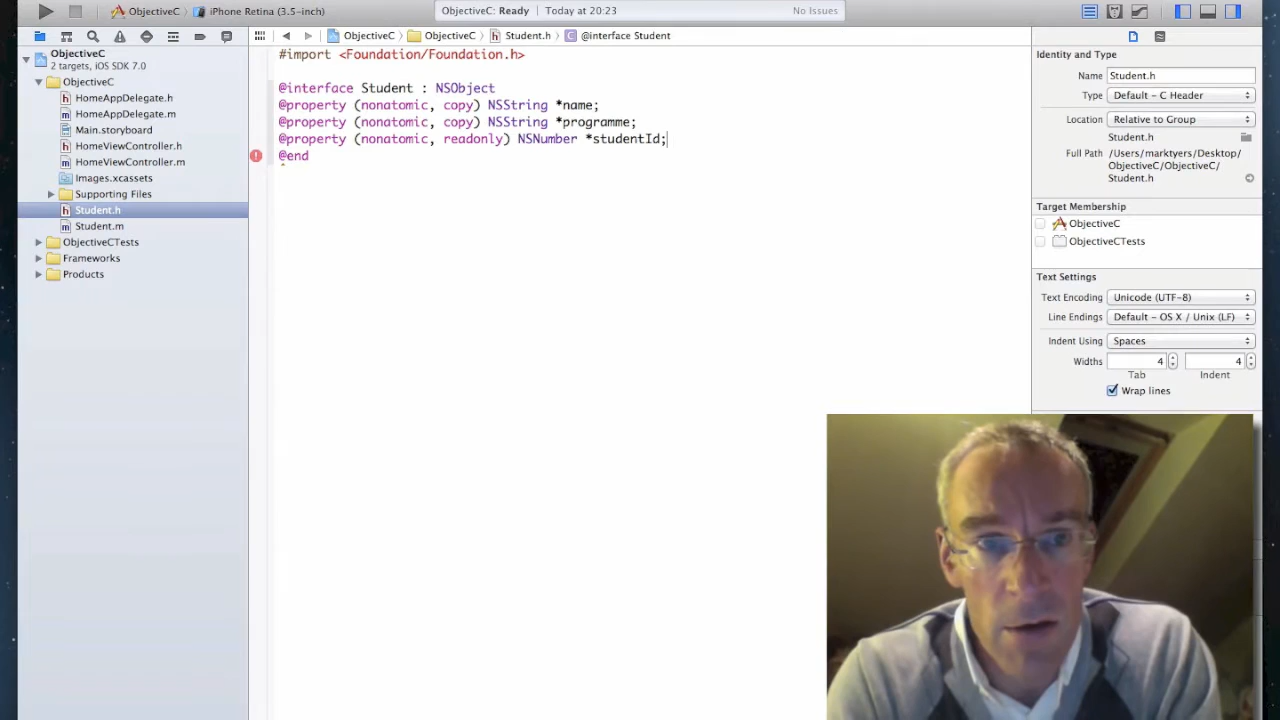 ObjectiveC
iPhone Retina (3.5-inch)
ObjectiveC: Ready
Today at 20:23
No Issues
ObjectiveC
2 targets, iOS SDK 7.0
ObjectiveC
HomeAppDelegate.h
HomeAppDelegate.m
Main.storyboard
HomeViewController.h
HomeViewController.m
Images.xcassets
Supporting Files
Student.h
Student.m
ObjectiveCTests
Frameworks
Products
ObjectiveC
ObjectiveC
Student.h
@interface Student
#import <Foundation/Foundation.h>
@interface Student : NSObject
@property (nonatomic, copy) NSString *name;
@property (nonatomic, copy) NSString *programme;
@property (nonatomic, readonly) NSNumber *studentId;
@end
Identity and Type
Name Student.h
Type Default - C Header
Location Relative to Group
Student.h
Full Path /Users/marktyers/Desktop/
ObjectiveC/ObjectiveC/
Student.h
Target Membership
ObjectiveC
ObjectiveCTests
Text Settings
Text Encoding Unicode (UTF-8)
Line Endings Default - OS X / Unix (LF)
Indent Using Spaces
Widths 4 4
Tab Indent
Wrap lines